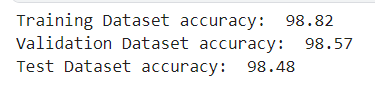 Training Dataset accuracy:  98.82
Validation Dataset accuracy:  98.57
Test Dataset accuracy:  98.48